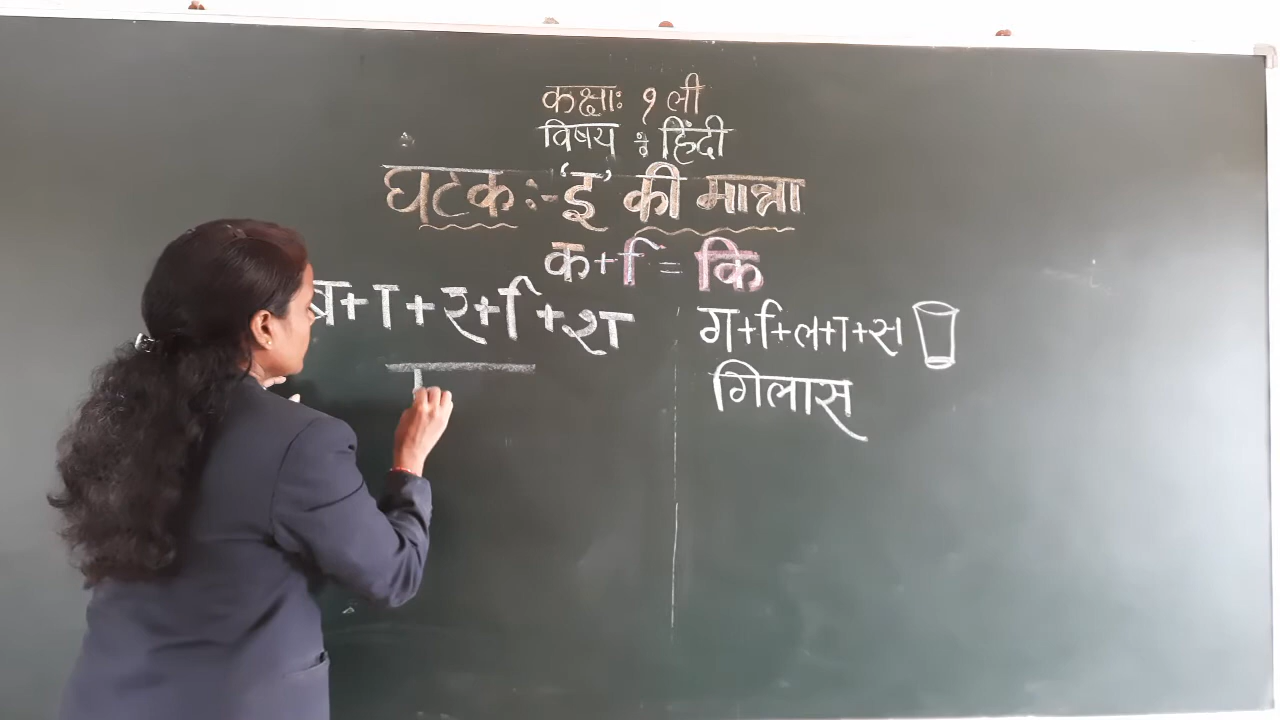 कक्षाः १ ली
विषय : हिंदी
घटक :- 'इ' की मात्रा
क+ि = कि
ब+ा+र+ि+श
ग+ि+ल+ा+स
गिलास